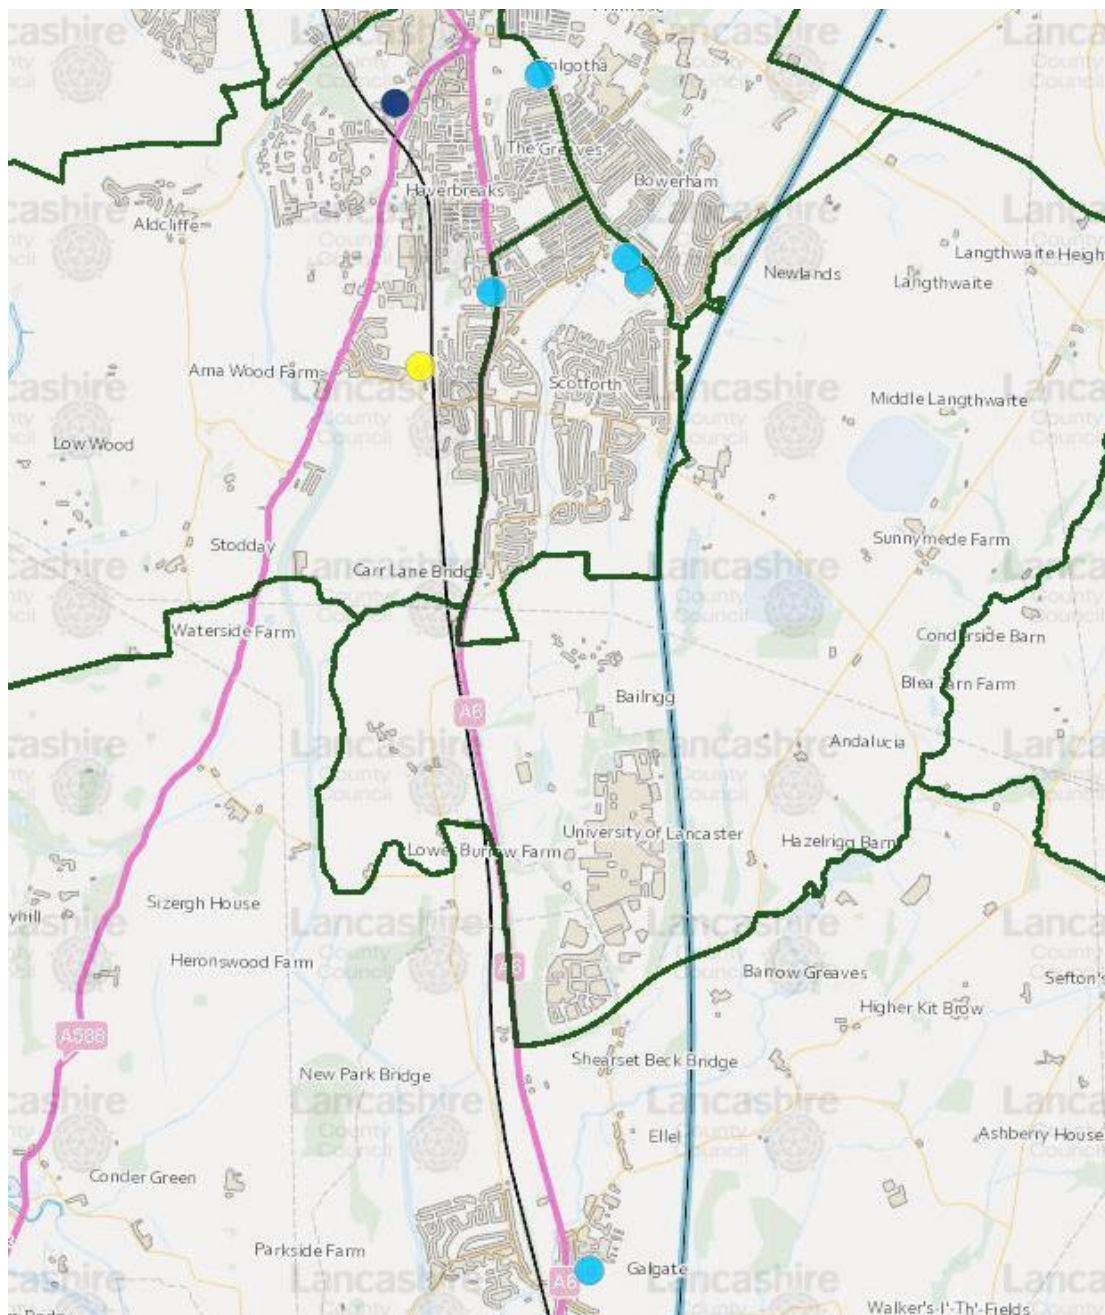 Golgotha
The Greaves
Haverbreaks
Bowerham
Aldcliffe
Newlands
Langthwaite Heigh
Langthwaite
Arna Wood Farm
Scotforth
Middle Langthwaite
Low Wood
Stodday
Sunnymede Farm
Carr Lane Bridge
Waterside Farm
Conderside Barn
Blea Tarn Farm
Bailrigg
A6
Andalucia
University of Lancaster
Hazelrigg Barn
Lower Burrow Farm
Sizergh House
yhill
Heronswood Farm
A6
Barrow Greaves
Sefton's
Higher Kit Brow
A588
Shearset Beck Bridge
New Park Bridge
Ellel
Ashberry House
Conder Green
Parkside Farm
Galgate
A6
Walker's-I'-Th'-Fields
Lancashire
County
Council